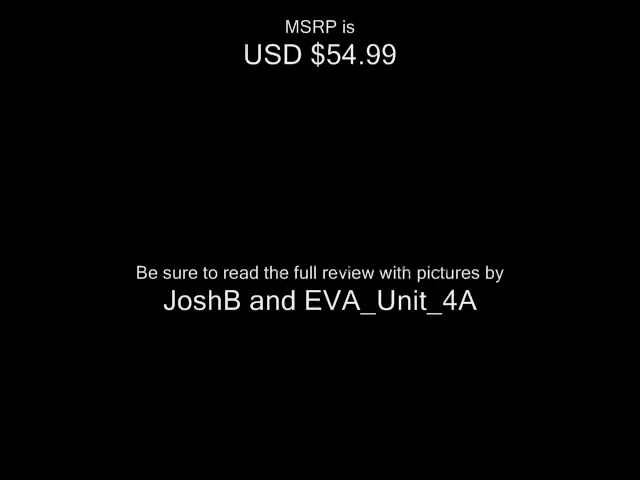 MSRP is
USD $54.99
Be sure to read the full review with pictures by
JoshB and EVA_Unit_4A